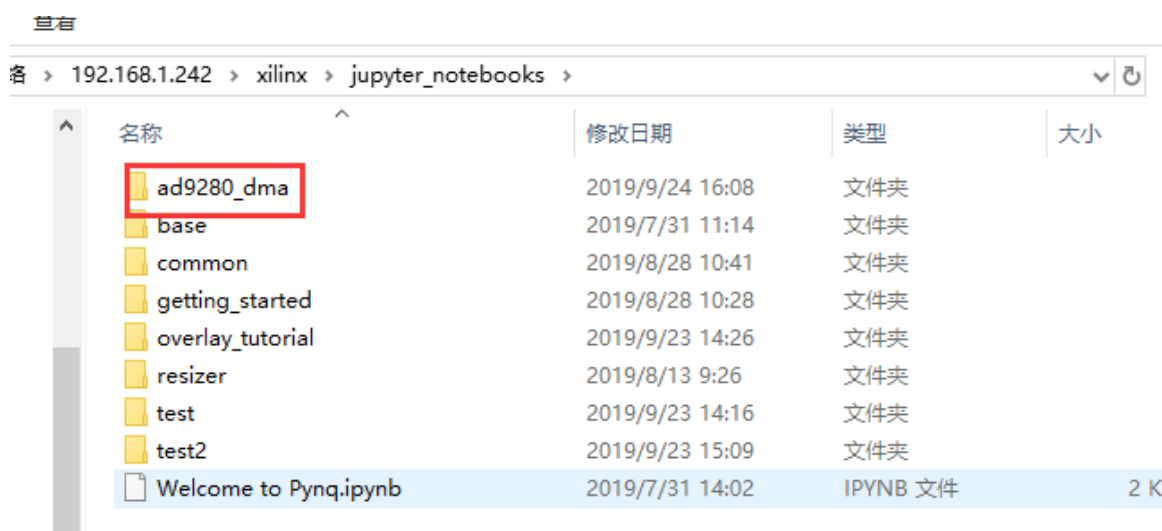 查看
络 › 192.168.1.242 › xilinx › jupyter_notebooks ›
名称 修改日期 类型 大小
ad9280_dma 2019/9/24 16:08 文件夹
base 2019/7/31 11:14 文件夹
common 2019/8/28 10:41 文件夹
getting_started 2019/8/28 10:28 文件夹
overlay_tutorial 2019/9/23 14:26 文件夹
resizer 2019/8/13 9:26 文件夹
test 2019/9/23 14:16 文件夹
test2 2019/9/23 15:09 文件夹
Welcome to Pynq.ipynb 2019/7/31 14:02 IPYNB 文件 2 K